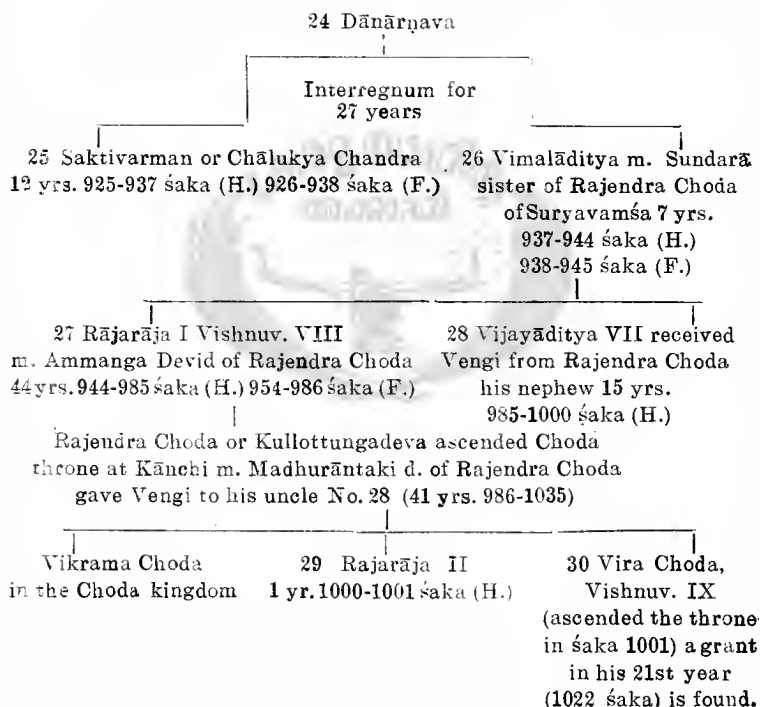 24 Dānārṇava
Interregnum for
27 years
25 Saktivarman or Chālukya Chandra
12 yrs. 925-937 śaka (H.) 926-938 śaka (F.)
26 Vimalāditya m. Sundarā
sister of Rajendra Choda
of Suryavamśa 7 yrs.
937-944 śaka (H.)
938-945 śaka (F.)
27 Rājarāja I Vishnuv. VIII
m. Ammanga Devid of Rajendra Choda
44 yrs. 944-985 śaka (H.) 954-986 śaka (F.)
28 Vijayāditya VII received
Vengi from Rajendra Choda
his nephew 15 yrs.
985-1000 śaka (H.)
Rajendra Choda or Kullottungadeva ascended Choda
throne at Kānchi m. Madhurāntaki d. of Rajendra Choda
gave Vengi to his uncle No. 28 (41 yrs. 986-1035)
Vikrama Choda
in the Choda kingdom
29 Rajarāja II
1 yr. 1000-1001 śaka (H.)
30 Vira Choda,
Vishnuv. IX
(ascended the throne
in śaka 1001) a grant
in his 21st year
(1022 śaka) is found.